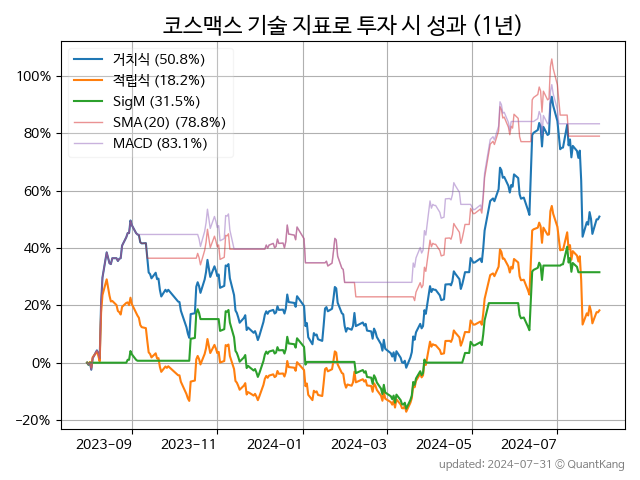 코스맥스 기술 지표로 투자 시 성과 (1년)
거치식 (50.8%)
적립식 (18.2%)
SigM (31.5%)
SMA(20) (78.8%)
MACD (83.1%)
100%
80%
60%
40%
20%
0%
−20%
2023-09 2023-11 2024-01 2024-03 2024-05 2024-07
updated: 2024-07-31 © QuantKang